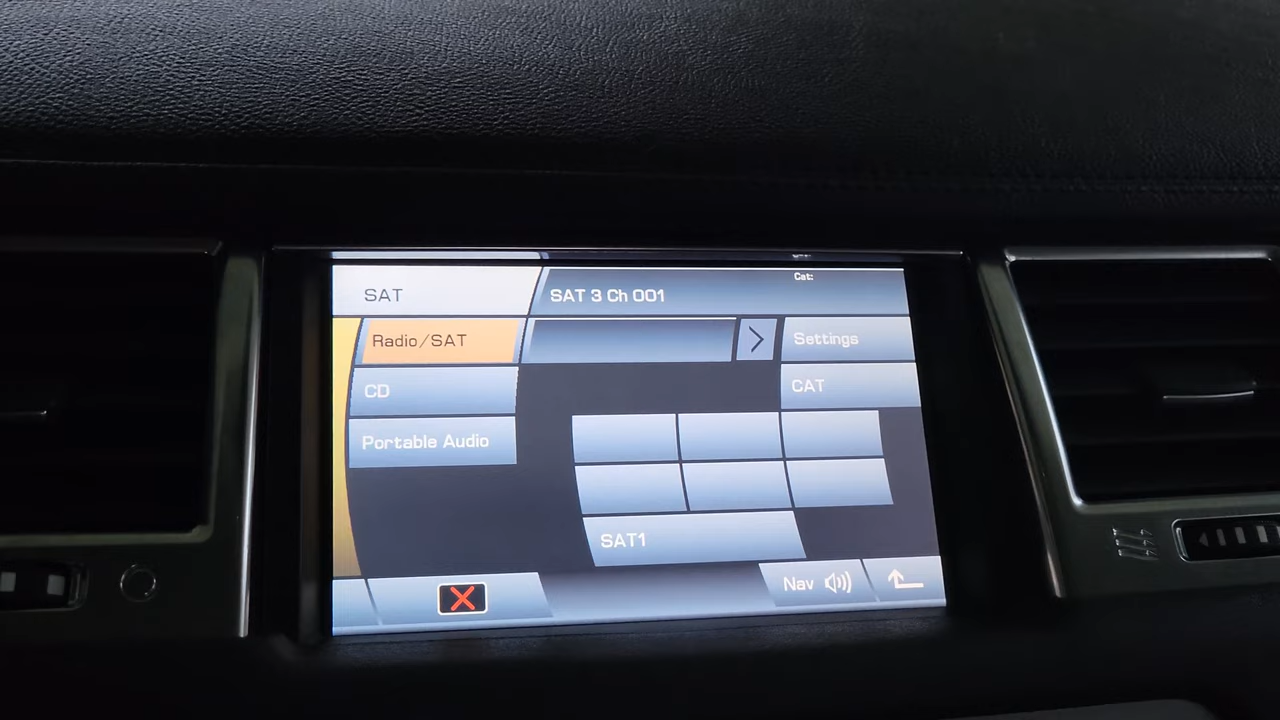 Cat:
SAT
SAT 3 Ch 001
Radio/SAT
Settings
CD
CAT
Portable Audio
SAT1
Nav